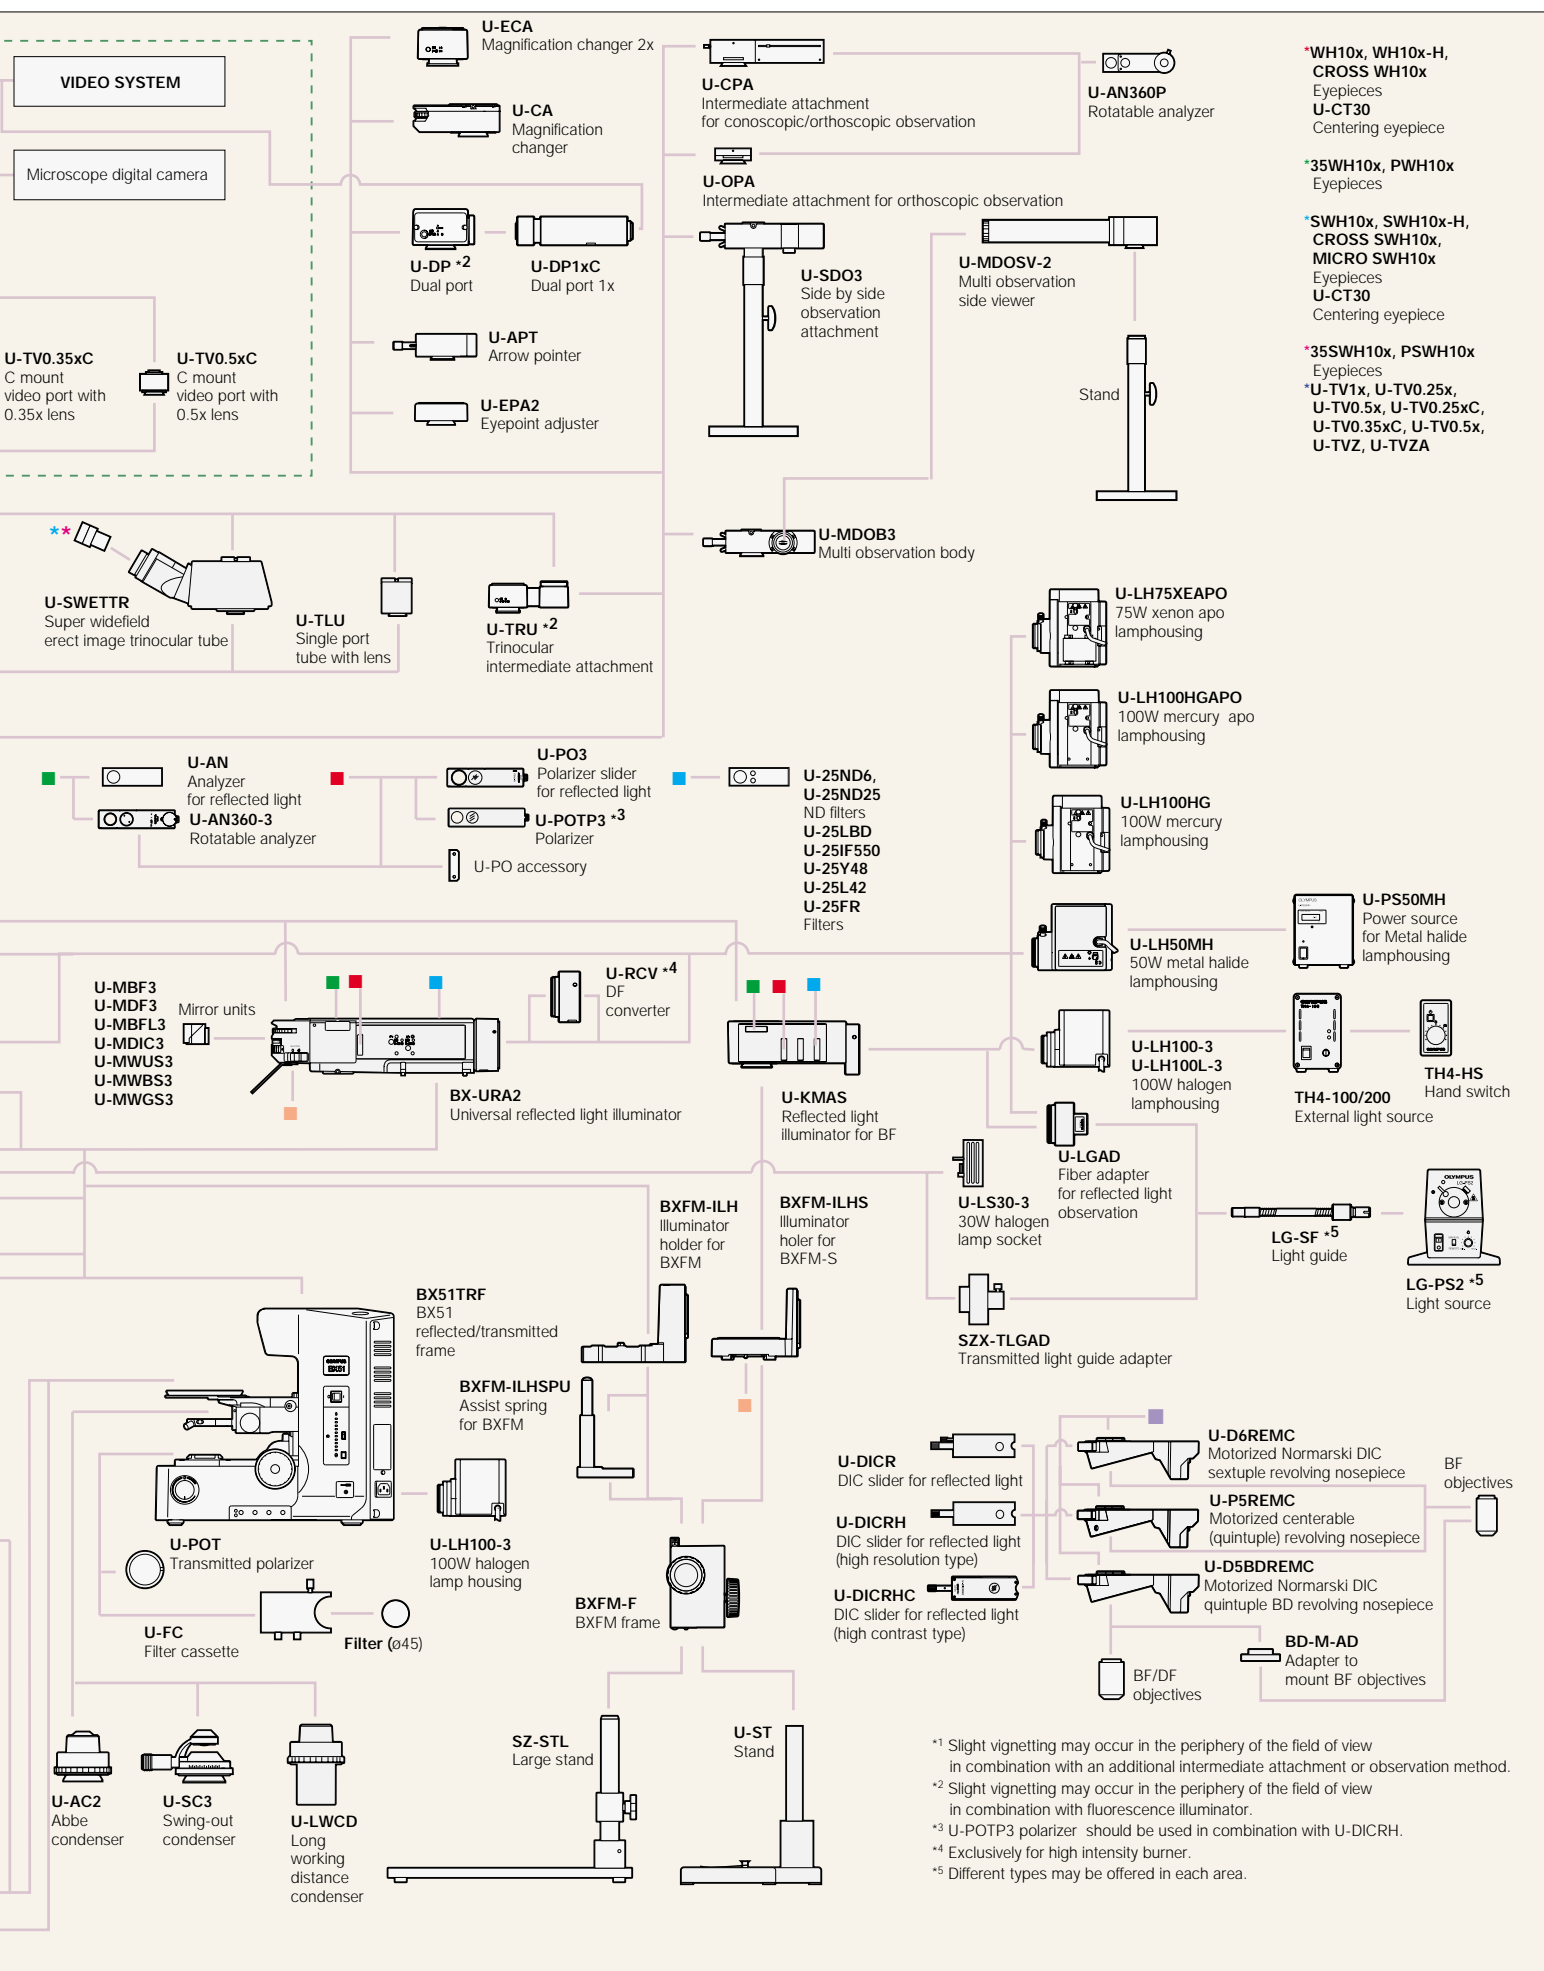 U-ECA
Magnification changer 2x
VIDEO SYSTEM
U-CA
Magnification
changer
Microscope digital camera
U-DP *2
Dual port
U-DP1xC
Dual port 1x
U-TV0.35xC
C mount
video port with
0.35x lens
U-TV0.5xC
C mount
video port with
0.5x lens
U-APT
Arrow pointer
U-EPA2
Eyepoint adjuster
U-CPA
Intermediate attachment
for conoscopic/orthoscopic observation
U-AN360P
Rotatable analyzer
U-OPA
Intermediate attachment for orthoscopic observation
U-SDO3
Side by side
observation
attachment
U-MDOSV-2
Multi observation
side viewer
Stand
*WH10x, WH10x-H,
CROSS WH10x
Eyepieces
U-CT30
Centering eyepiece
*35WH10x, PWH10x
Eyepieces
*SWH10x, SWH10x-H,
CROSS SWH10x,
MICRO SWH10x
Eyepieces
U-CT30
Centering eyepiece
*35SWH10x, PSWH10x
Eyepieces
*U-TV1x, U-TV0.25x,
U-TV0.5x, U-TV0.25xC,
U-TV0.35xC, U-TV0.5x,
U-TVZ, U-TVZA
**
U-SWETTR
Super widefield
erect image trinocular tube
U-TLU
Single port
tube with lens
U-TRU *2
Trinocular
intermediate attachment
U-MDOB3
Multi observation body
U-LH75XEAPO
75W xenon apo
lamphousing
U-LH100HGAPO
100W mercury apo
lamphousing
U-AN
Analyzer
for reflected light
U-AN360-3
Rotatable analyzer
U-PO3
Polarizer slider
for reflected light
U-POTP3 *3
Polarizer
U-PO accessory
U-25ND6,
U-25ND25
ND filters
U-25LBD
U-25IF550
U-25Y48
U-25L42
U-25FR
Filters
U-LH100HG
100W mercury
lamphousing
U-LH50MH
50W metal halide
lamphousing
U-PS50MH
Power source
for Metal halide
lamphousing
U-MBF3
U-MDF3
U-MBFL3
U-MDIC3
U-MWUS3
U-MWBS3
U-MWGS3
Mirror units
U-RCV *4
DF
converter
BX-URA2
Universal reflected light illuminator
U-KMAS
Reflected light
illuminator for BF
U-LH100-3
U-LH100L-3
100W halogen
lamphousing
TH4-100/200
External light source
TH4-HS
Hand switch
U-LGAD
Fiber adapter
for reflected light
observation
U-LS30-3
30W halogen
lamp socket
OLYMPUS
LG-SF *5
Light guide
LG-PS2 *5
Light source
BXFM-ILH
Illuminator
holder for
BXFM
BXFM-ILHS
Illuminator
holer for
BXFM-S
SZX-TLGAD
Transmitted light guide adapter
BX51TRF
BX51
reflected/transmitted
frame
OLYMPUS
BX51
BXFM-ILHSPU
Assist spring
for BXFM
U-LH100-3
100W halogen
lamp housing
U-POT
Transmitted polarizer
U-FC
Filter cassette
Filter (ø45)
BXFM-F
BXFM frame
U-DICR
DIC slider for reflected light
U-DICRH
DIC slider for reflected light
(high resolution type)
U-DICRHC
DIC slider for reflected light
(high contrast type)
U-D6REMC
Motorized Normarski DIC
sextuple revolving nosepiece
U-P5REMC
Motorized centerable
(quintuple) revolving nosepiece
U-D5BDREMC
Motorized Normarski DIC
quintuple BD revolving nosepiece
BF
objectives
BD-M-AD
Adapter to
mount BF objectives
BF/DF
objectives
U-AC2
Abbe
condenser
U-SC3
Swing-out
condenser
U-LWCD
Long
working
distance
condenser
SZ-STL
Large stand
U-ST
Stand
*1 Slight vignetting may occur in the periphery of the field of view
in combination with an additional intermediate attachment or observation method.
*2 Slight vignetting may occur in the periphery of the field of view
in combination with fluorescence illuminator.
*3 U-POTP3 polarizer should be used in combination with U-DICRH.
*4 Exclusively for high intensity burner.
*5 Different types may be offered in each area.